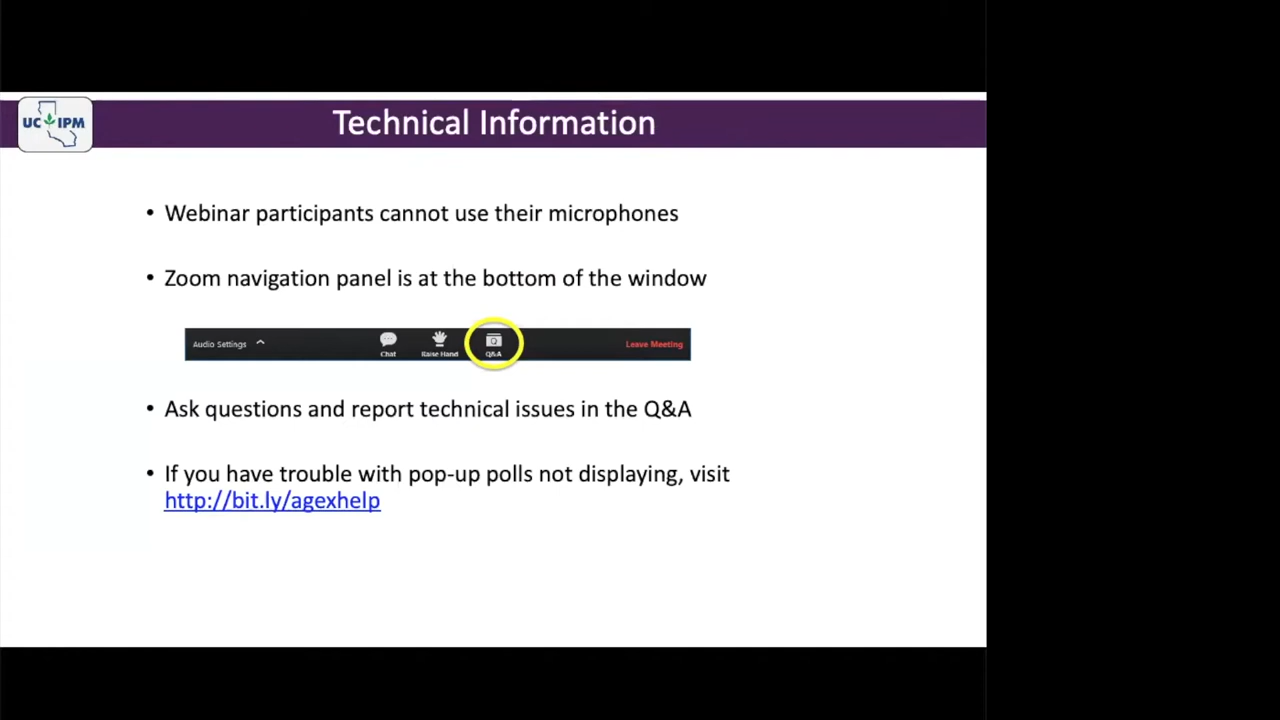 UC IPM
Technical Information
• Webinar participants cannot use their microphones
• Zoom navigation panel is at the bottom of the window
Audio Settings Chat Raise Hand Q&A Leave Meeting
• Ask questions and report technical issues in the Q&A
• If you have trouble with pop-up polls not displaying, visit
http://bit.ly/agexhelp